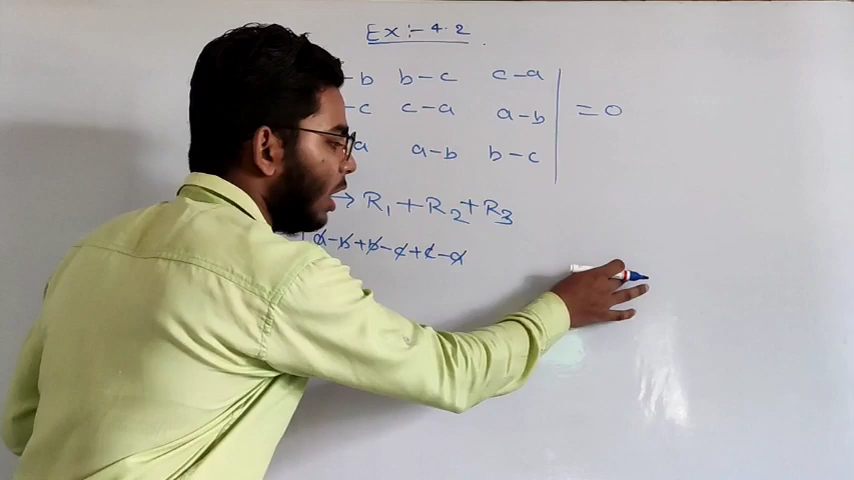 Ex:- 4.2
-b b-c c-a
-c c-a a-b = 0
a a-b b-c
→ R₁+R₂+R₃
a-b+b-c+c-a